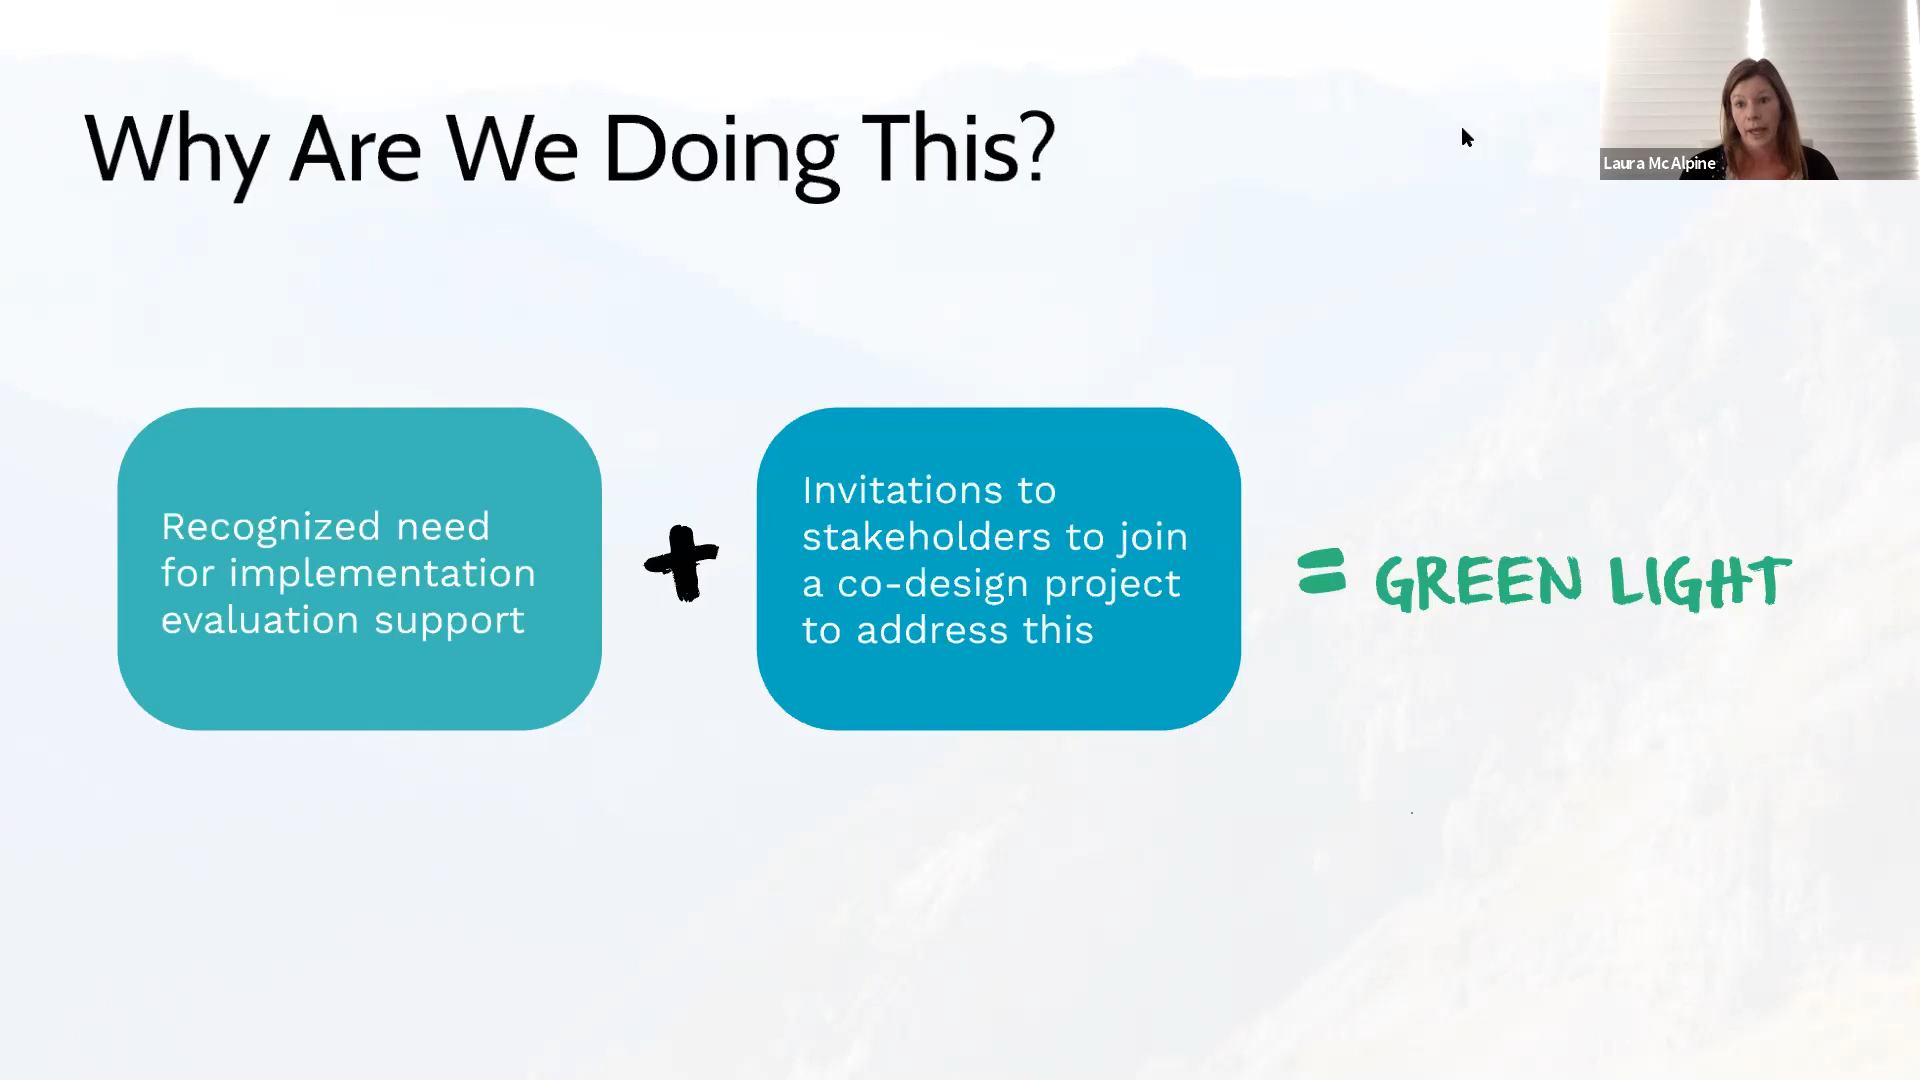 Why Are We Doing This?
Laura McAlpine
Recognized need
for implementation
evaluation support
+
Invitations to
stakeholders to join
a co-design project
to address this
= GREEN LIGHT